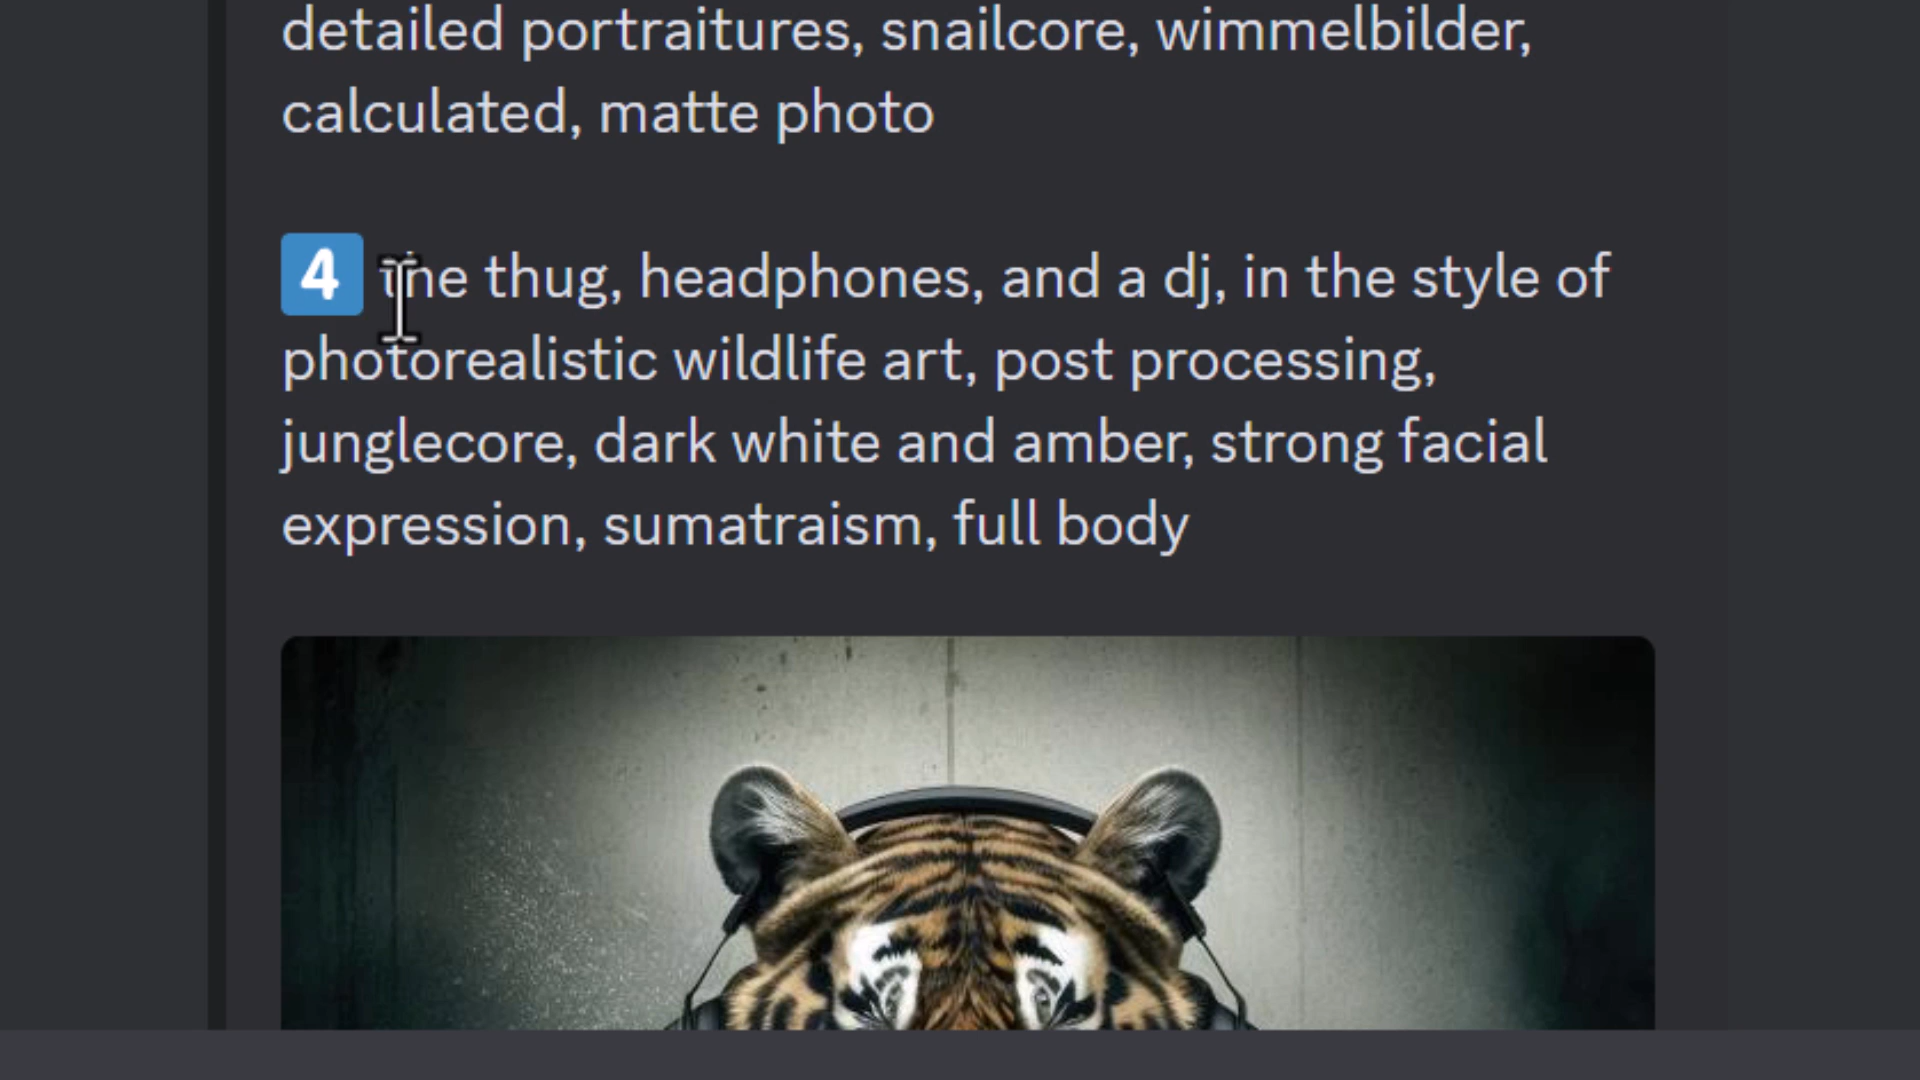 detailed portraitures, snailcore, wimmelbilder,
calculated, matte photo
4 the thug, headphones, and a dj, in the style of
photorealistic wildlife art, post processing,
junglecore, dark white and amber, strong facial
expression, sumatraism, full body